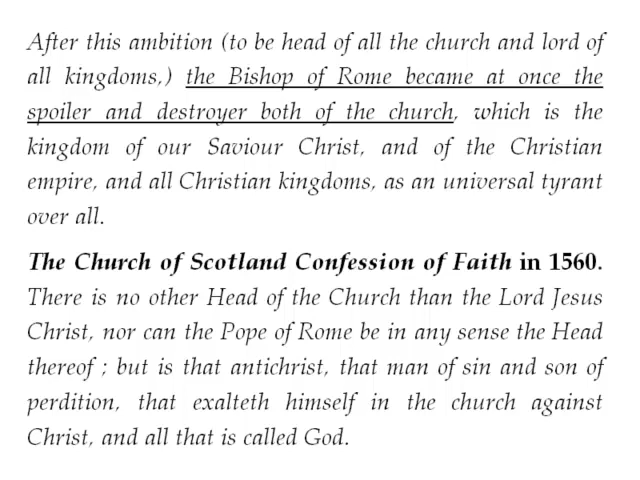 After this ambition (to be head of all the church and lord of
all kingdoms,) the Bishop of Rome became at once the
spoiler and destroyer both of the church, which is the
kingdom of our Saviour Christ, and of the Christian
empire, and all Christian kingdoms, as an universal tyrant
over all.
The Church of Scotland Confession of Faith in 1560.
There is no other Head of the Church than the Lord Jesus
Christ, nor can the Pope of Rome be in any sense the Head
thereof ; but is that antichrist, that man of sin and son of
perdition, that exalteth himself in the church against
Christ, and all that is called God.